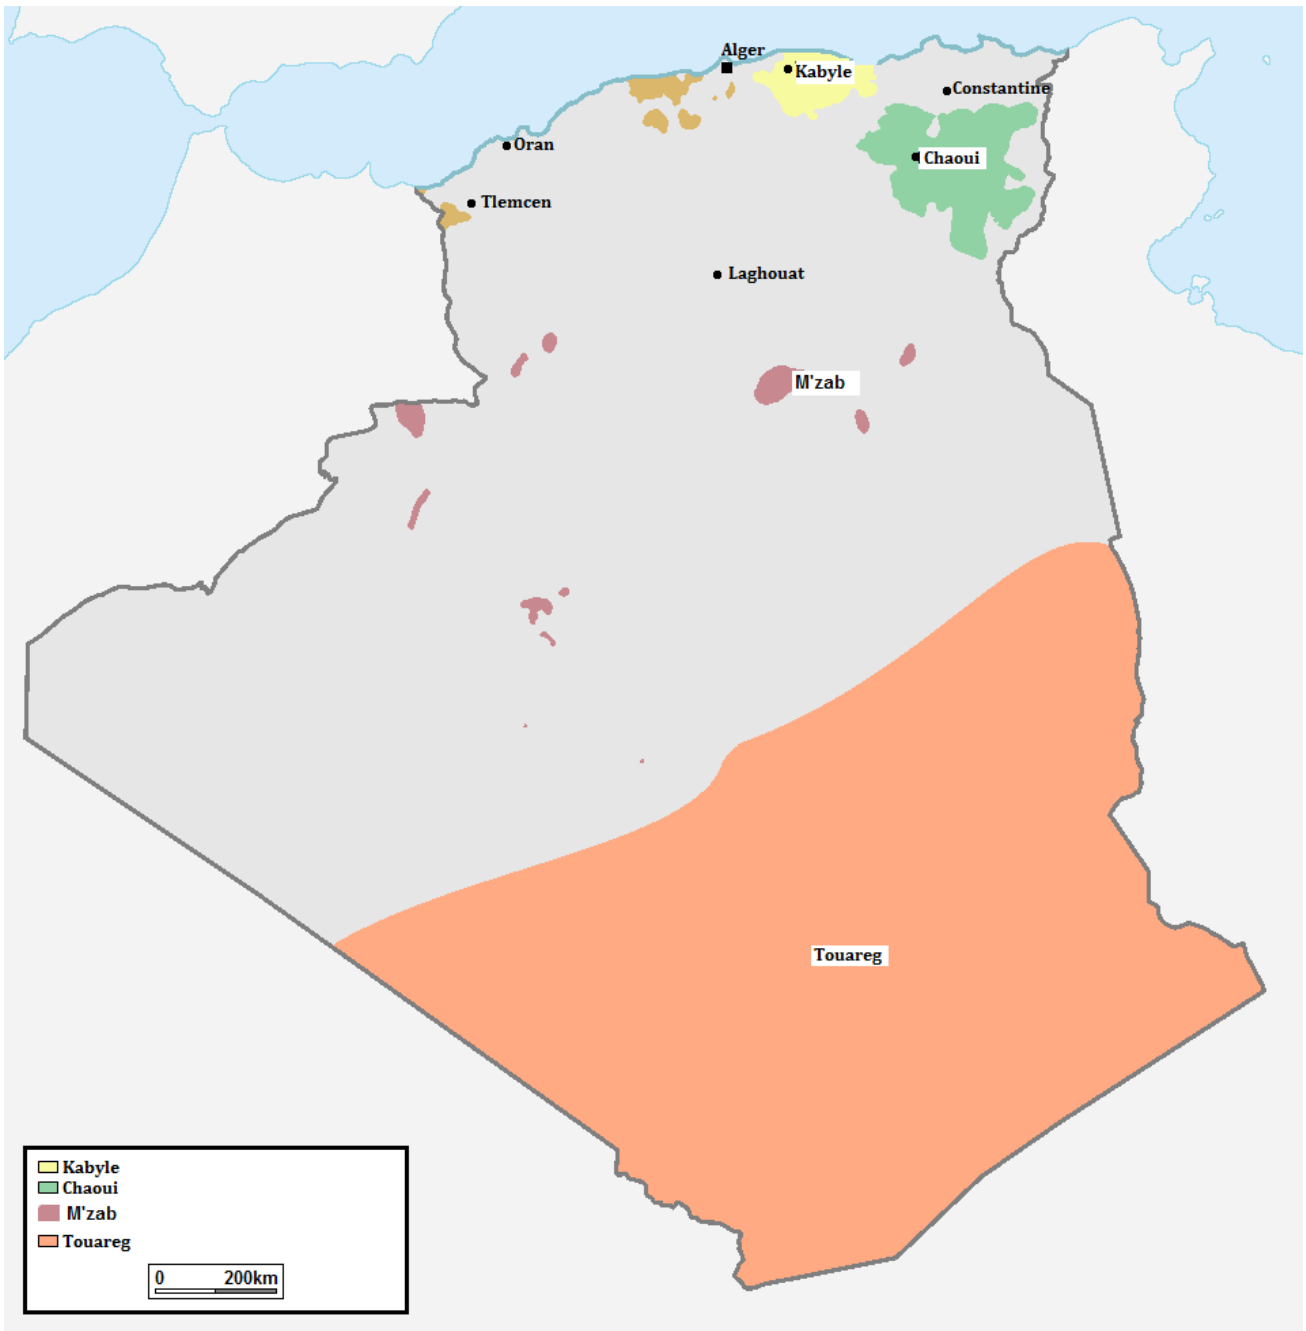 Alger
Kabyle
Constantine
Oran
Chaoui
Tlemcen
Laghouat
M'zab
Touareg
Kabyle
Chaoui
M'zab
Touareg
0 200km